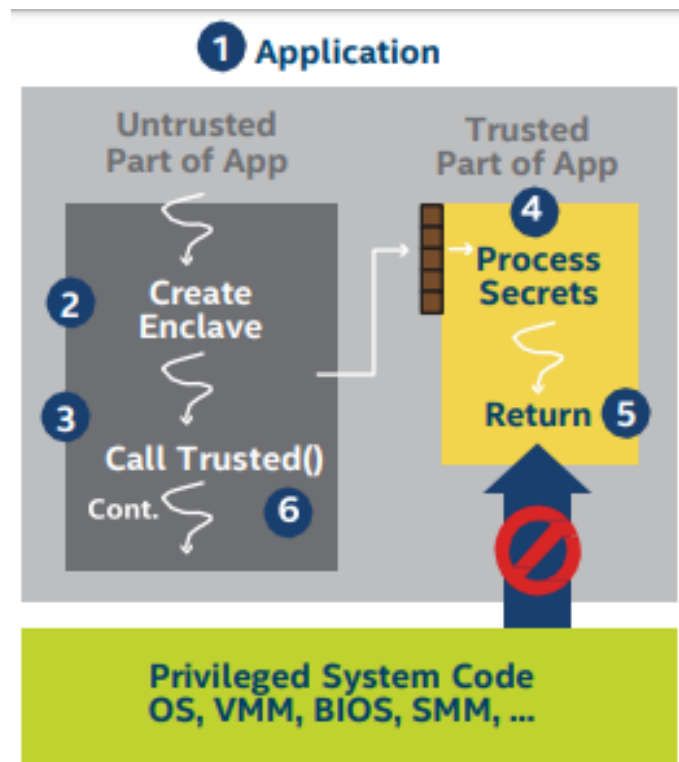 1 Application
Untrusted
Part of App
Trusted
Part of App
4
Process
Secrets
2
Create
Enclave
3
Return 5
Call Trusted()
Cont. 6
Privileged System Code
OS, VMM, BIOS, SMM, ...